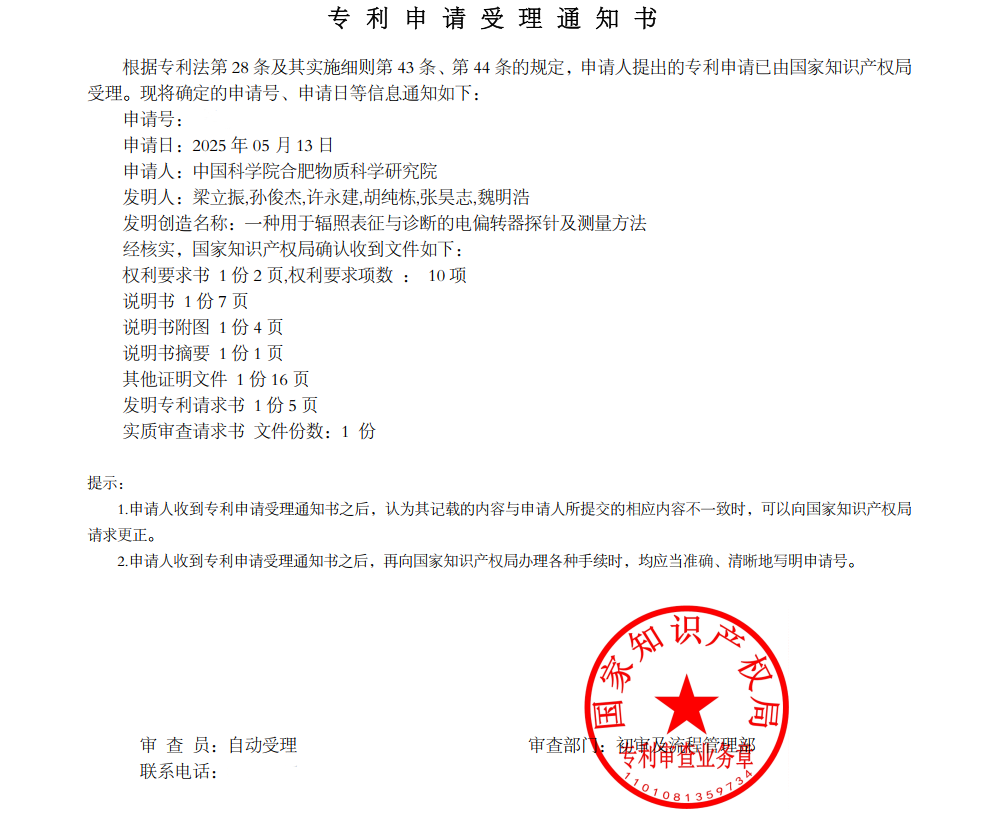 专利申请受理通知书
根据专利法第 28 条及其实施细则第 43 条、第 44 条的规定，申请人提出的专利申请已由国家知识产权局
受理。现将确定的申请号、申请日等信息通知如下：
申请号：
申请日：2025 年 05 月 13 日
申请人：中国科学院合肥物质科学研究院
发明人：梁立振,孙俊杰,许永建,胡纯栋,张昊志,魏明浩
发明创造名称：一种用于辐照表征与诊断的电偏转器探针及测量方法
经核实，国家知识产权局确认收到文件如下：
权利要求书 1 份 2 页,权利要求项数 ： 10 项
说明书 1 份 7 页
说明书附图 1 份 4 页
说明书摘要 1 份 1 页
其他证明文件 1 份 16 页
发明专利请求书 1 份 5 页
实质审查请求书 文件份数：1 份
提示：
1.申请人收到专利申请受理通知书之后，认为其记载的内容与申请人所提交的相应内容不一致时，可以向国家知识产权局
请求更正。
2.申请人收到专利申请受理通知书之后，再向国家知识产权局办理各种手续时，均应当准确、清晰地写明申请号。
国家知识产权局
审 查 员：自动受理 审查部门：初审及流程管理部
专利审查业务章
联系电话：
1101081359734